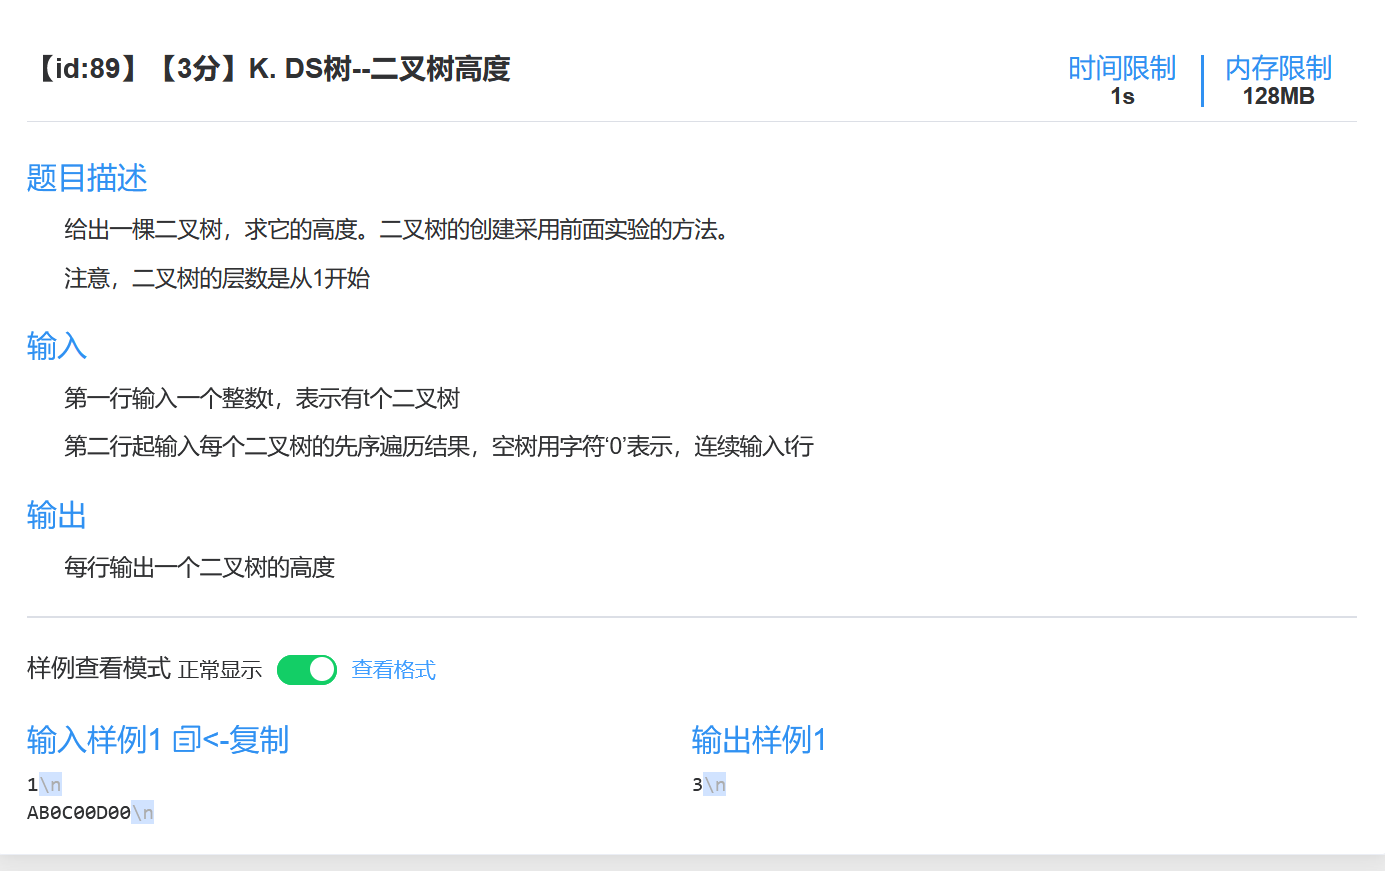 【id:89】【3分】K. DS树--二叉树高度
时间限制
1s
内存限制
128MB
题目描述
给出一棵二叉树，求它的高度。二叉树的创建采用前面实验的方法。
注意，二叉树的层数是从1开始
输入
第一行输入一个整数t，表示有t个二叉树
第二行起输入每个二叉树的先序遍历结果，空树用字符‘0’表示，连续输入t行
输出
每行输出一个二叉树的高度
样例查看模式 正常显示 查看格式
输入样例1 <-复制
1\n
AB0C00D00\n
输出样例1
3\n